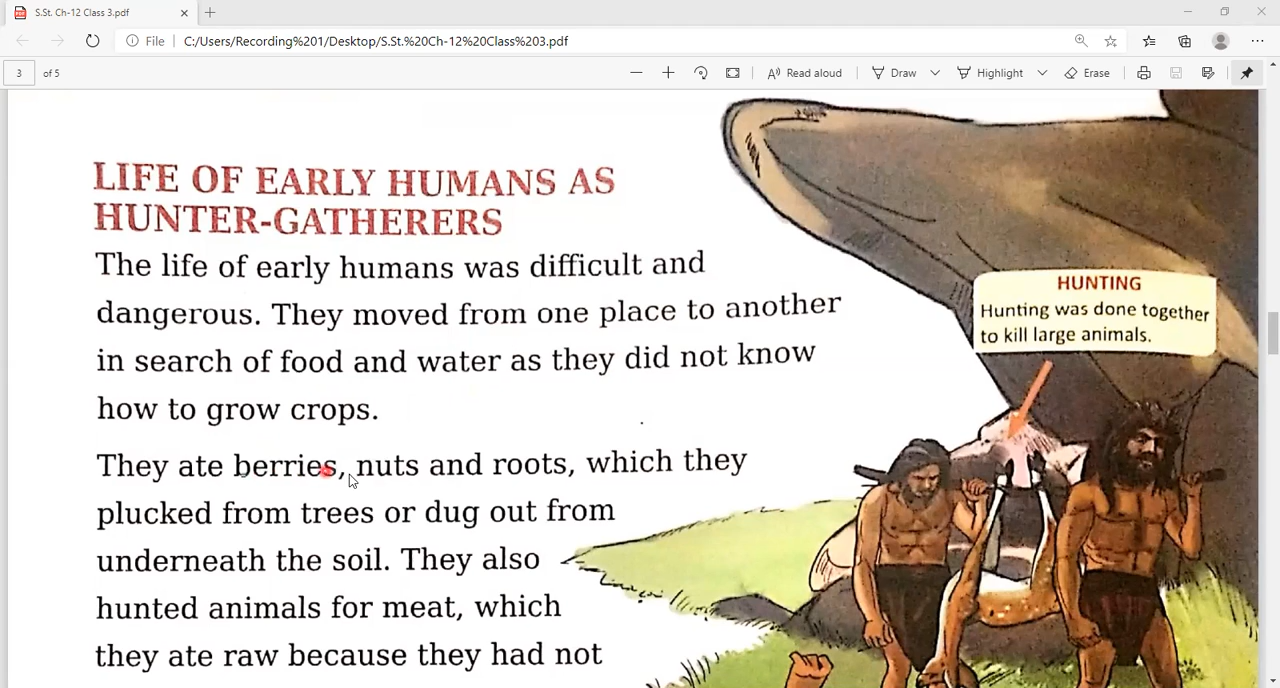 S.St. Ch-12 Class 3.pdf
File
C:/Users/Recording%201/Desktop/S.St.%20Ch-12%20Class%203.pdf
3 of 5
Read aloud
Draw
Highlight
Erase
LIFE OF EARLY HUMANS AS
HUNTER-GATHERERS
The life of early humans was difficult and
dangerous. They moved from one place to another
in search of food and water as they did not know
how to grow crops.
They ate berries, nuts and roots, which they
plucked from trees or dug out from
underneath the soil. They also
hunted animals for meat, which
they ate raw because they had not
HUNTING
Hunting was done together
to kill large animals.